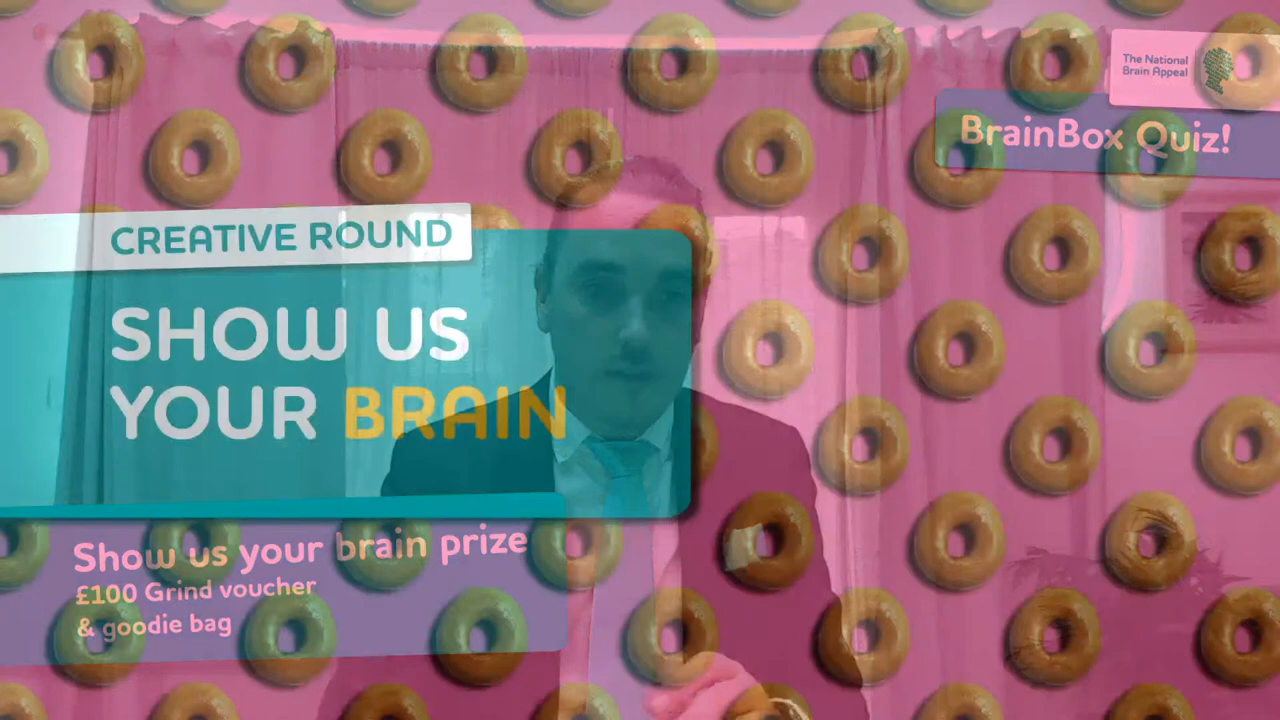 The National
Brain Appeal
BrainBox Quiz!
CREATIVE ROUND
SHOW US
YOUR BRAIN
Show us your brain prize
£100 Grind voucher
& goodie bag